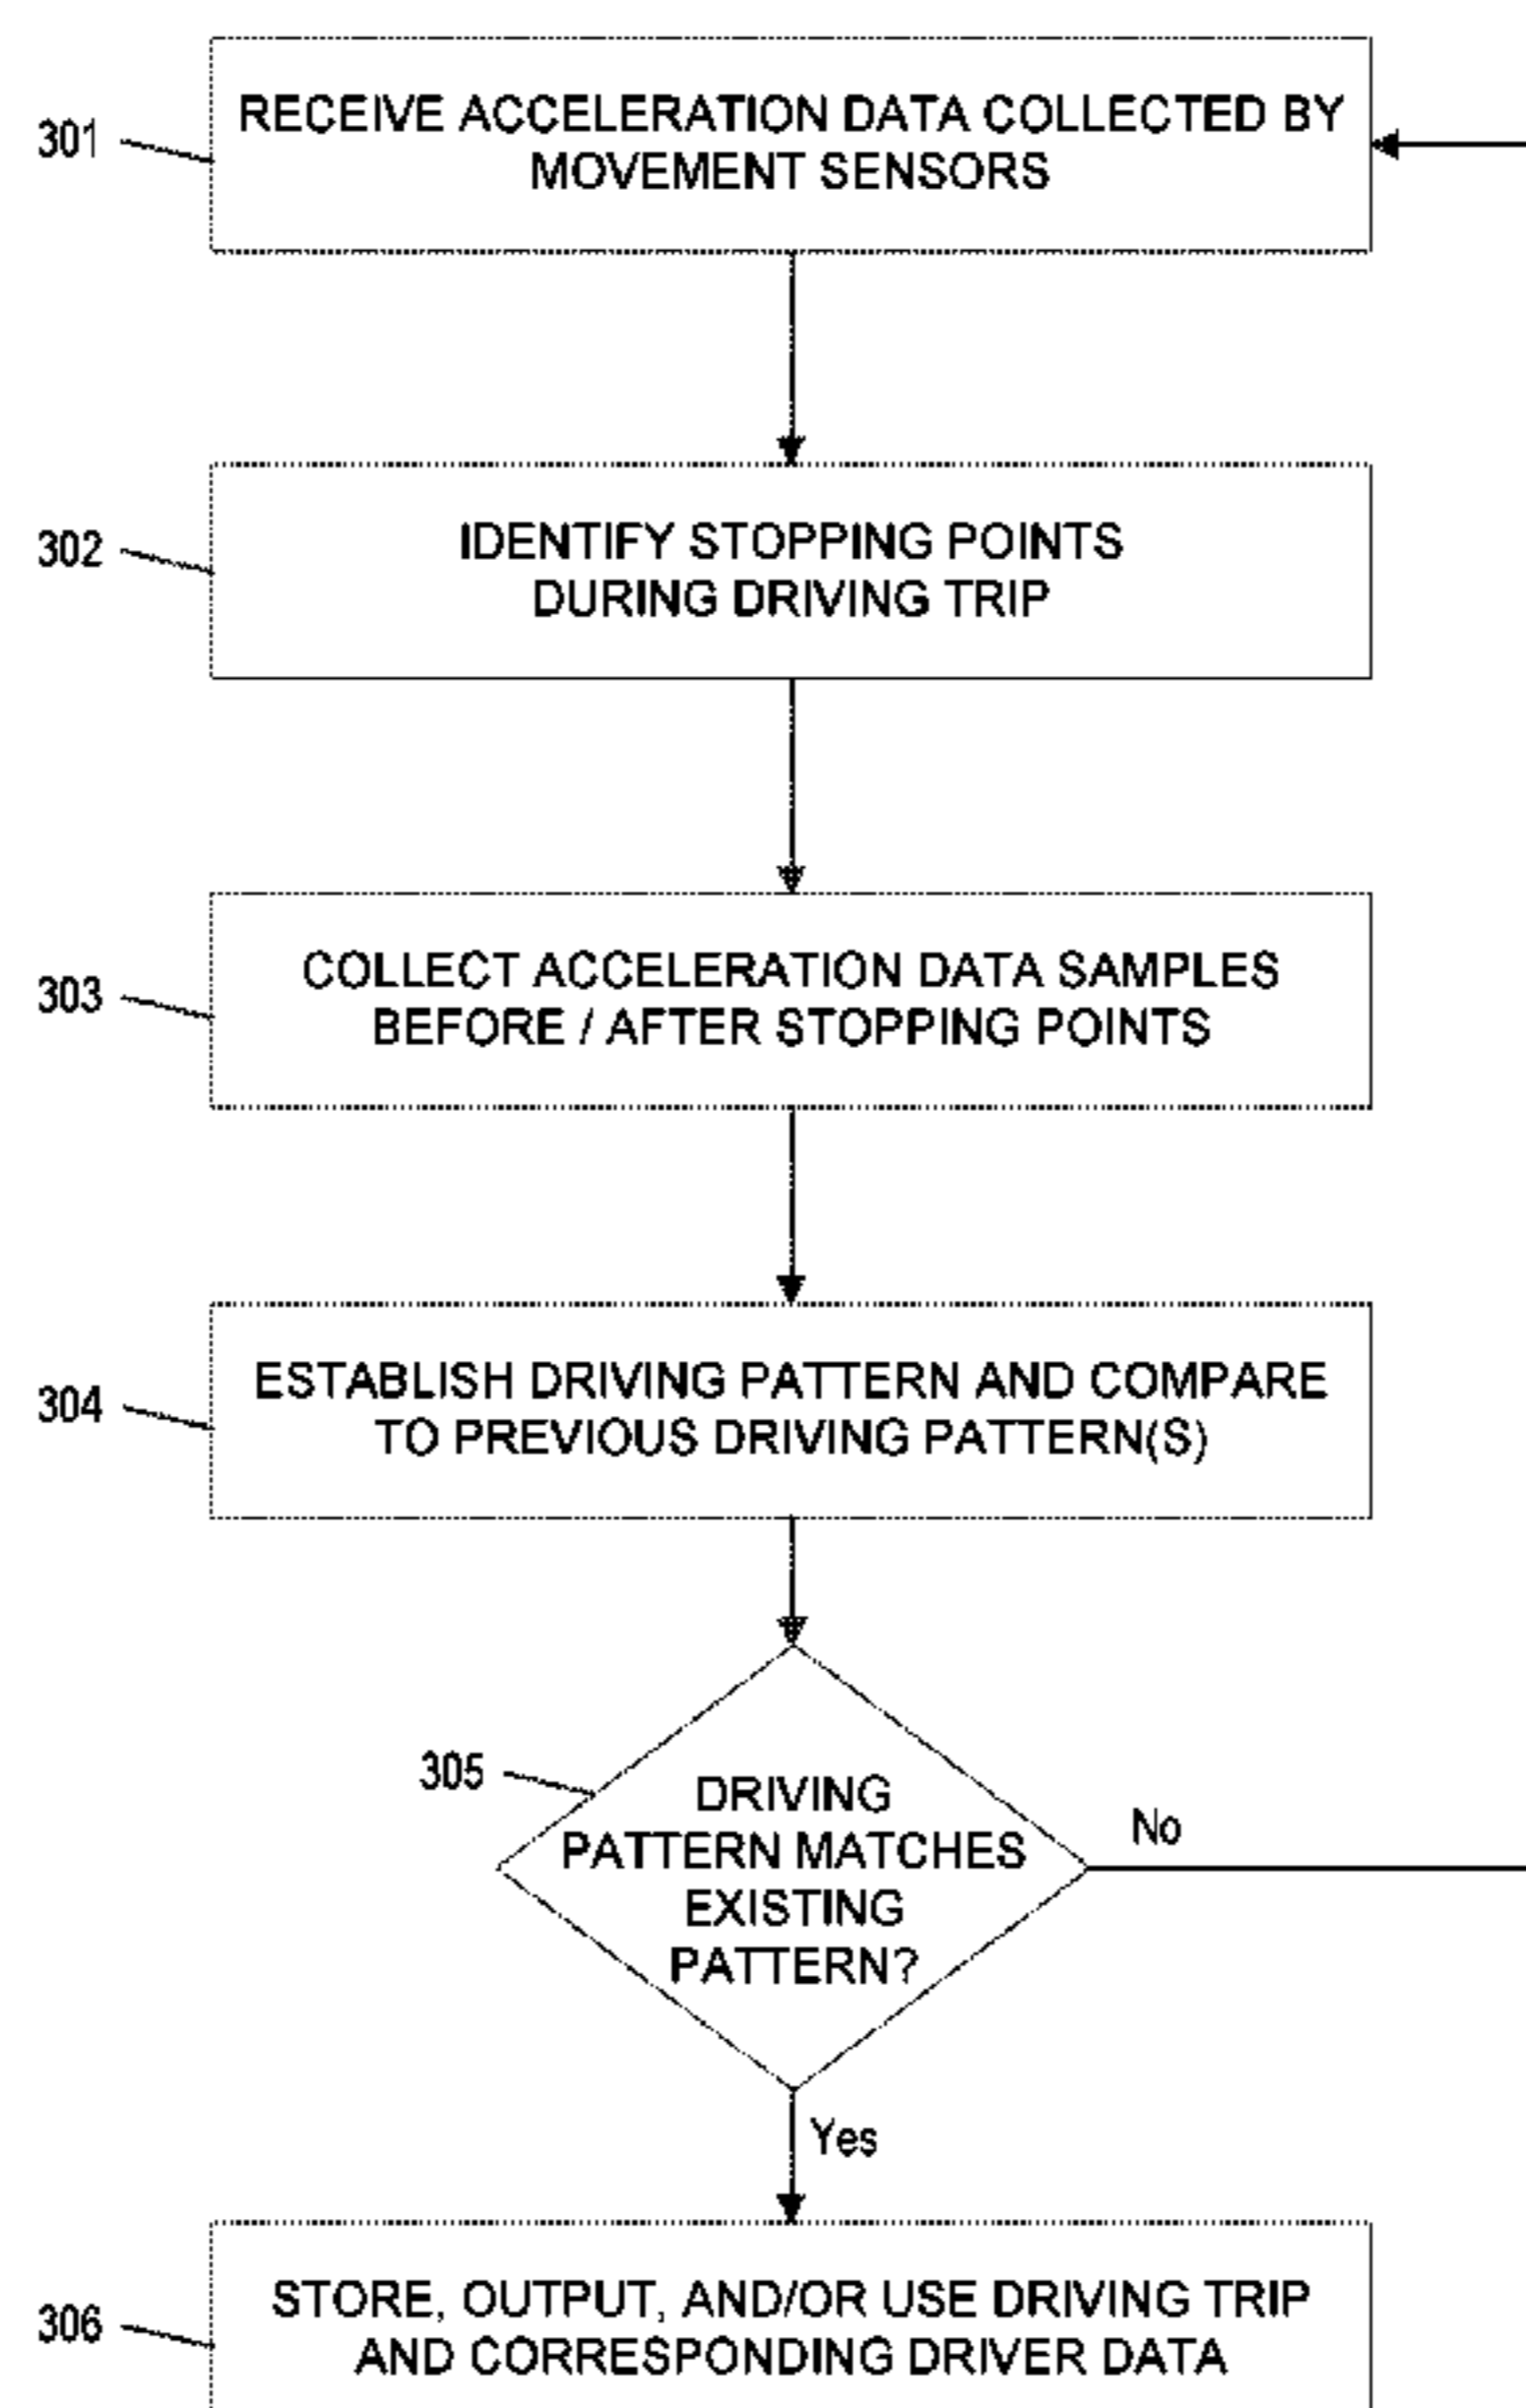 301
RECEIVE ACCELERATION DATA COLLECTED BY
MOVEMENT SENSORS
302
IDENTIFY STOPPING POINTS
DURING DRIVING TRIP
303
COLLECT ACCELERATION DATA SAMPLES
BEFORE / AFTER STOPPING POINTS
304
ESTABLISH DRIVING PATTERN AND COMPARE
TO PREVIOUS DRIVING PATTERN(S)
305
DRIVING
PATTERN MATCHES
EXISTING
PATTERN?
No
Yes
306
STORE, OUTPUT, AND/OR USE DRIVING TRIP
AND CORRESPONDING DRIVER DATA